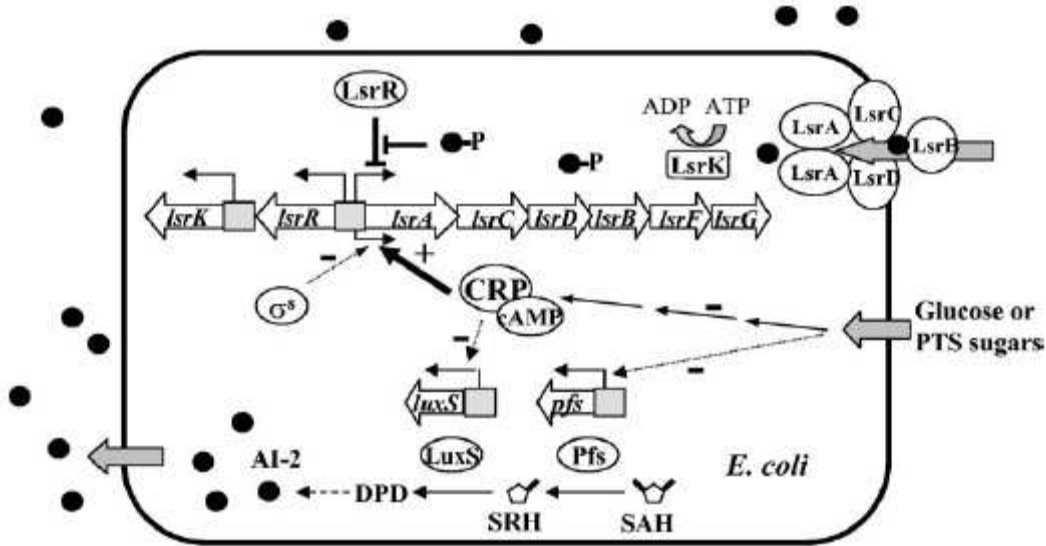 LsrR
ADP ATP
LsrK
-P
-P
LsrA
LsrC
LsrB
LsrA
LsrD
lsrK
lsrR
lsrA
lsrC
lsrD
lsrB
lsrF
lsrG
-
+
σˢ
CRP
cAMP
-
-
-
Glucose or
PTS sugars
luxS
pfs
LuxS
Pfs
E. coli
AI-2
DPD
SRH
SAH